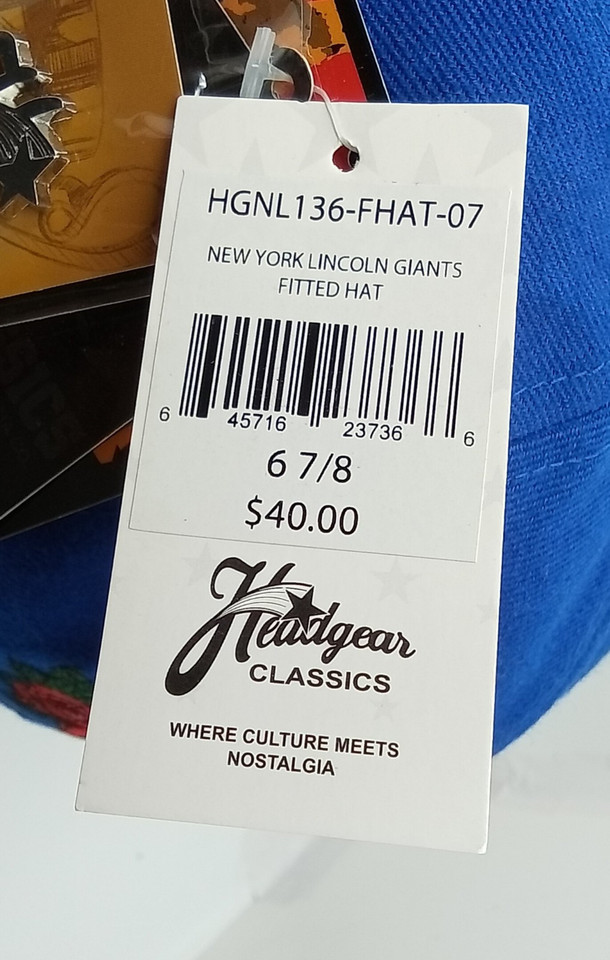 HGNL136-FHAT-07
NEW YORK LINCOLN GIANTS
FITTED HAT
6 45716 23736 6
6 7/8
$40.00
Headgear
CLASSICS
WHERE CULTURE MEETS
NOSTALGIA